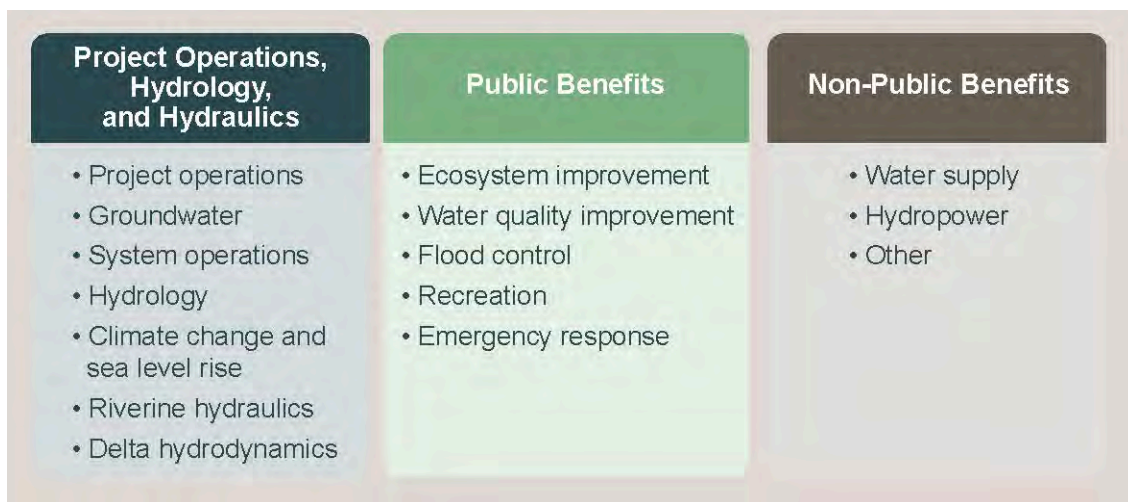 Project Operations,
Hydrology,
and Hydraulics
• Project operations
• Groundwater
• System operations
• Hydrology
• Climate change and
sea level rise
• Riverine hydraulics
• Delta hydrodynamics
Public Benefits
• Ecosystem improvement
• Water quality improvement
• Flood control
• Recreation
• Emergency response
Non-Public Benefits
• Water supply
• Hydropower
• Other